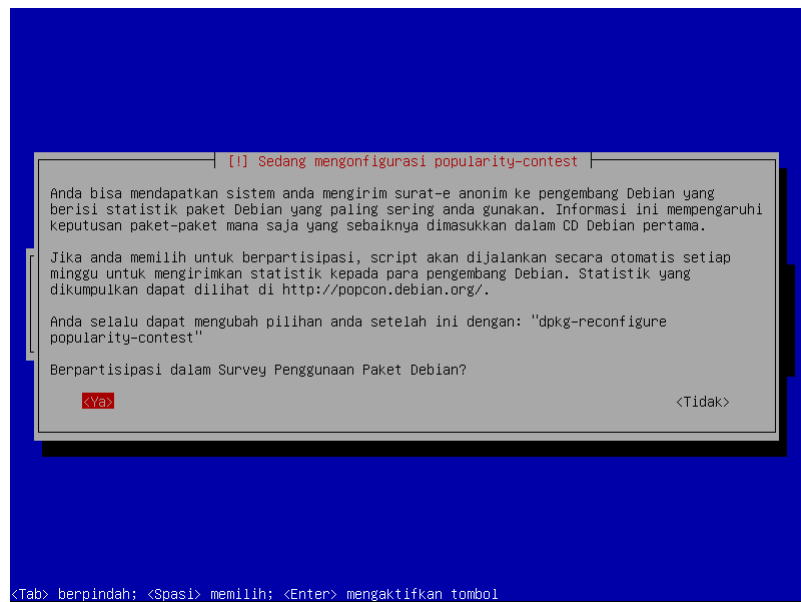 [!] Sedang mengonfigurasi popularity-contest
Anda bisa mendapatkan sistem anda mengirim surat-e anonim ke pengembang Debian yang
berisi statistik paket Debian yang paling sering anda gunakan. Informasi ini mempengaruhi
keputusan paket-paket mana saja yang sebaiknya dimasukkan dalam CD Debian pertama.
Jika anda memilih untuk berpartisipasi, script akan dijalankan secara otomatis setiap
minggu untuk mengirimkan statistik kepada para pengembang Debian. Statistik yang
dikumpulkan dapat dilihat di http://popcon.debian.org/.
Anda selalu dapat mengubah pilihan anda setelah ini dengan: "dpkg-reconfigure
popularity-contest"
Berpartisipasi dalam Survey Penggunaan Paket Debian?
<Ya> <Tidak>
<Tab> berpindah; <Spasi> memilih; <Enter> mengaktifkan tombol